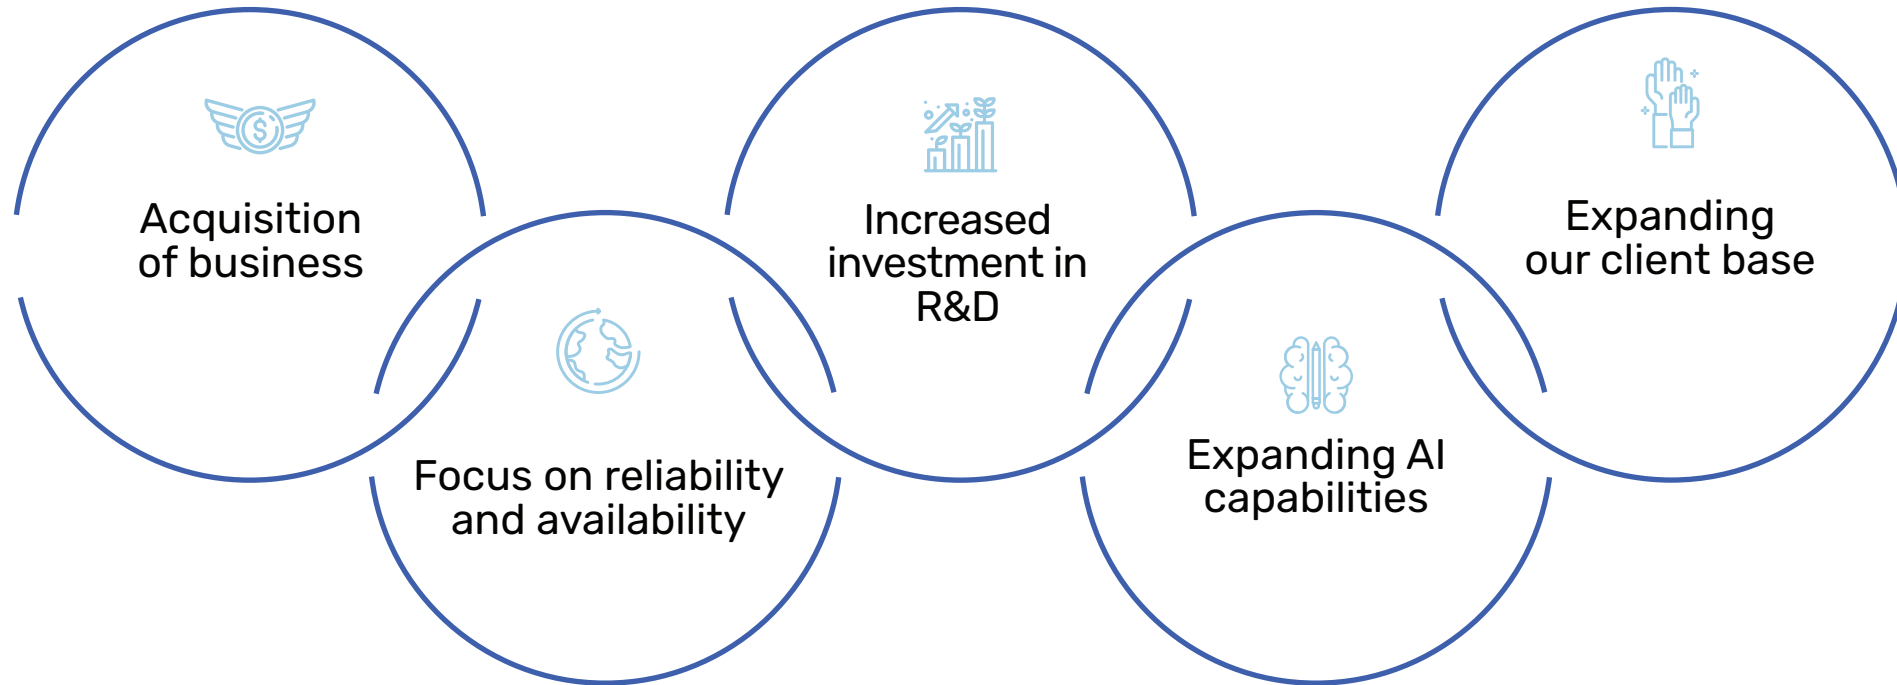 Acquisition
of business
Focus on reliability
and availability
Increased
investment in
R&D
Expanding AI
capabilities
Expanding
our client base